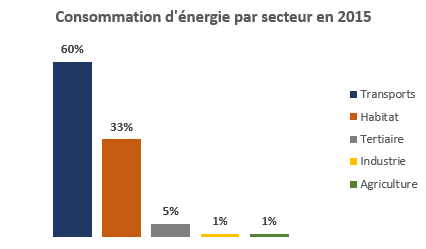 Consommation d'énergie par secteur en 2015
60%
33%
5%
1%
1%
Transports
Habitat
Tertiaire
Industrie
Agriculture